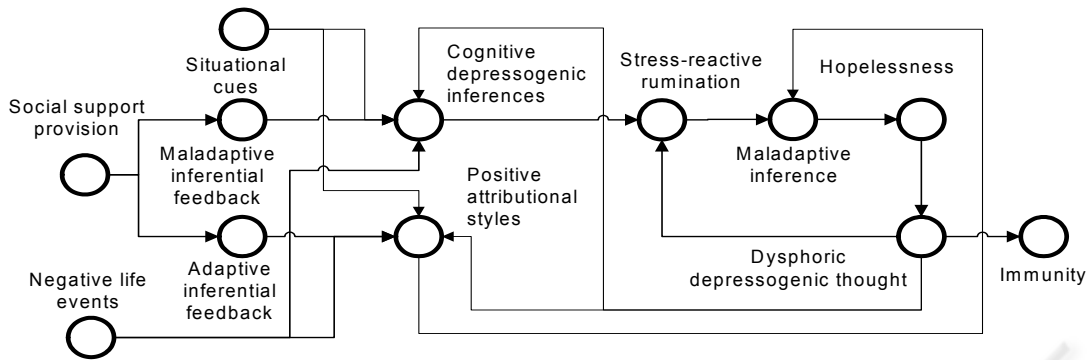 Situational
cues
Cognitive
depressogenic
inferences
Stress-reactive
rumination
Hopelessness
Social support
provision
Maladaptive
inferential
feedback
Maladaptive
inference
Positive
attributional
styles
Negative life
events
Adaptive
inferential
feedback
Dysphoric
depressogenic thought
Immunity